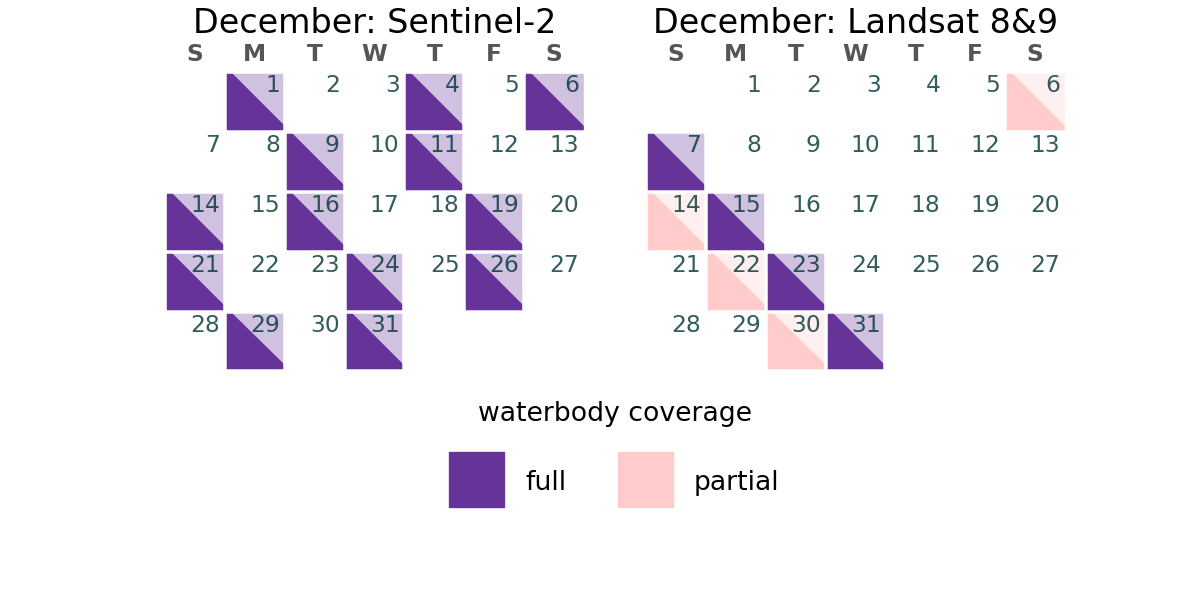 December: Sentinel-2
S M T W T F S
1 2 3 4 5 6
7 8 9 10 11 12 13
14 15 16 17 18 19 20
21 22 23 24 25 26 27
28 29 30 31
December: Landsat 8&9
S M T W T F S
1 2 3 4 5 6
7 8 9 10 11 12 13
14 15 16 17 18 19 20
21 22 23 24 25 26 27
28 29 30 31
waterbody coverage
full partial